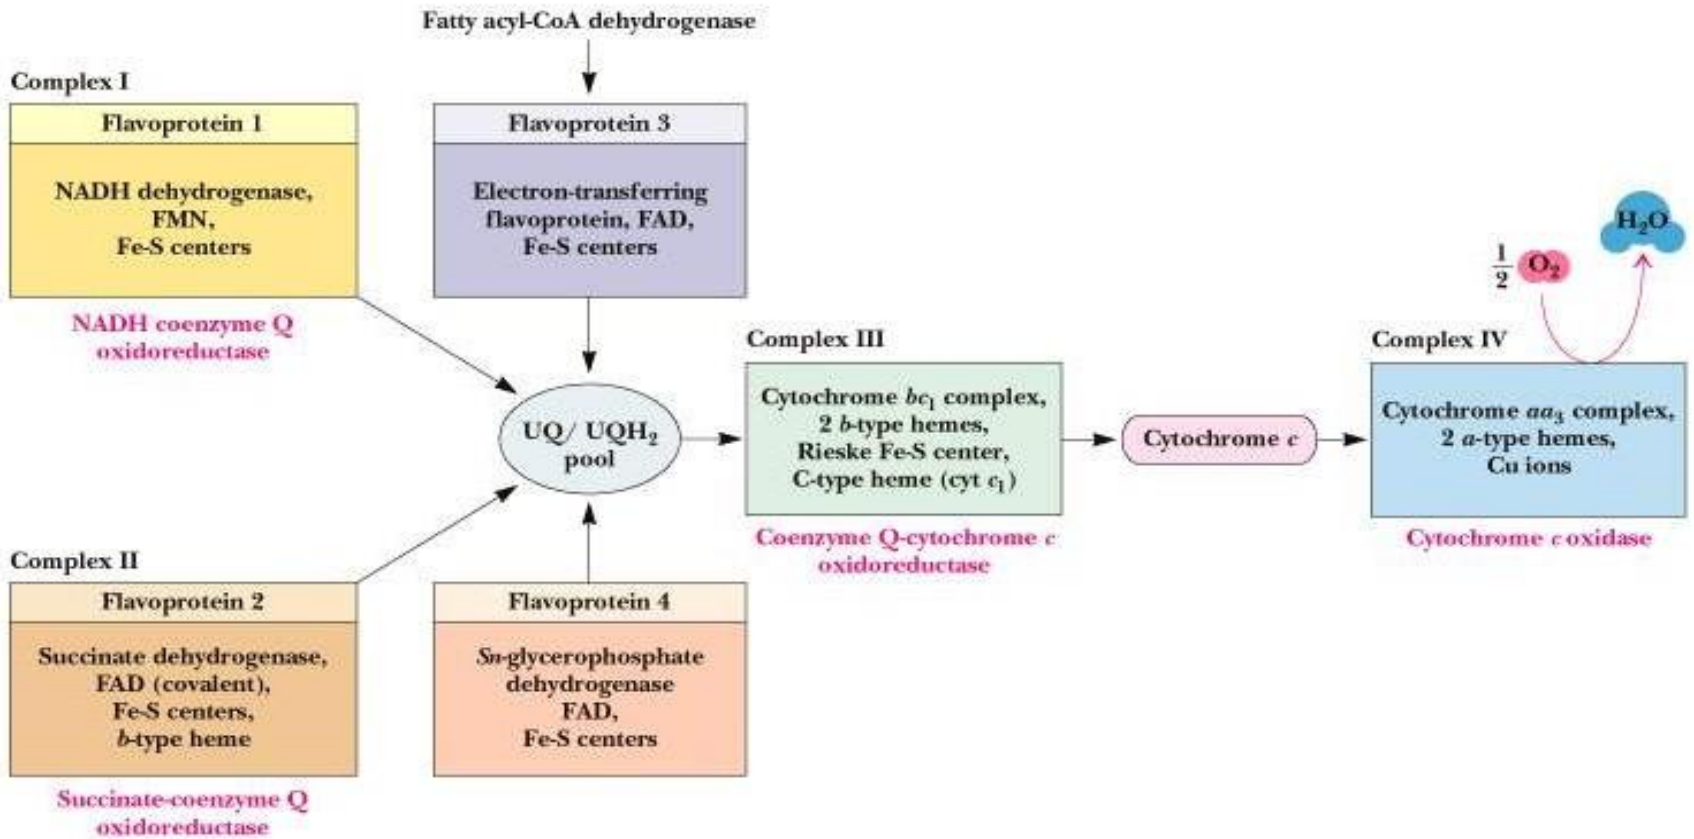 Fatty acyl-CoA dehydrogenase
Complex I
Flavoprotein 1
NADH dehydrogenase,
FMN,
Fe-S centers
NADH coenzyme Q
oxidoreductase
Flavoprotein 3
Electron-transferring
flavoprotein, FAD,
Fe-S centers
UQ/ UQH₂
pool
Complex II
Flavoprotein 2
Succinate dehydrogenase,
FAD (covalent),
Fe-S centers,
b-type heme
Succinate-coenzyme Q
oxidoreductase
Flavoprotein 4
Sn-glycerophosphate
dehydrogenase
FAD,
Fe-S centers
Complex III
Cytochrome bc₁ complex,
2 b-type hemes,
Rieske Fe-S center,
C-type heme (cyt c₁)
Coenzyme Q-cytochrome c
oxidoreductase
Cytochrome c
1/2 O₂
H₂O
Complex IV
Cytochrome aa₃ complex,
2 a-type hemes,
Cu ions
Cytochrome c oxidase